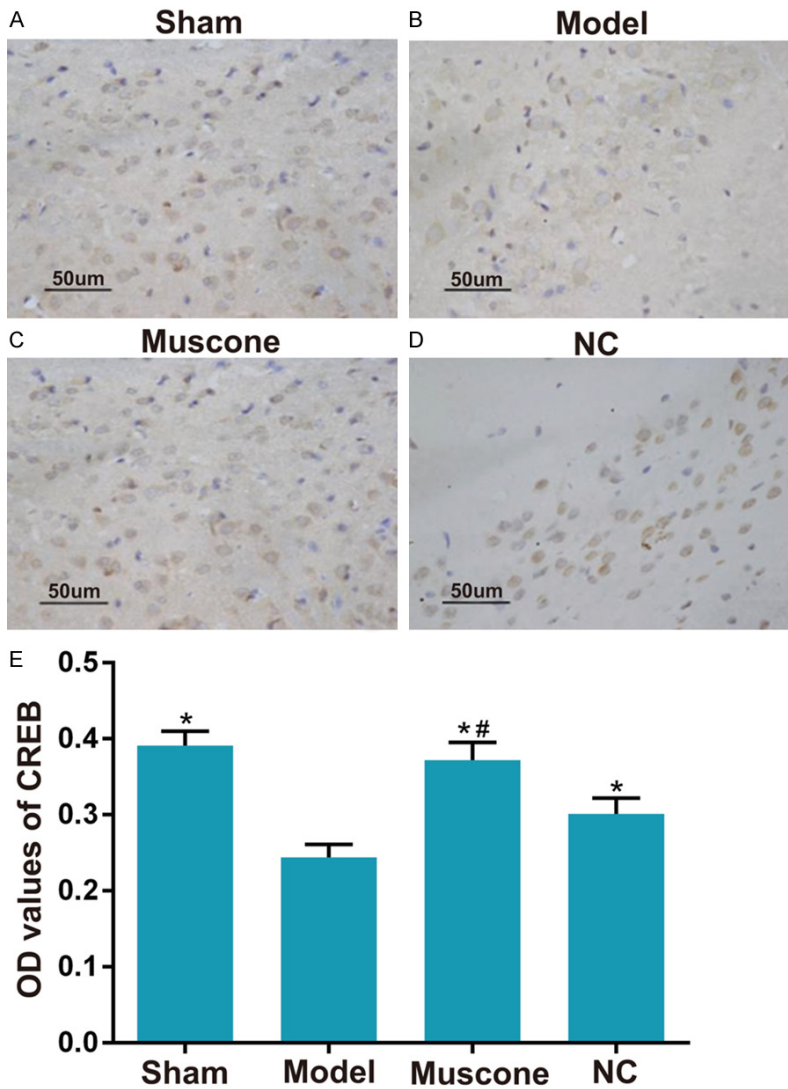 A Sham
B Model
50um
50um
C Muscone
D NC
50um
50um
E
OD values of CREB
0.5
0.4
0.3
0.2
0.1
0.0
*
*#
*
Sham Model Muscone NC